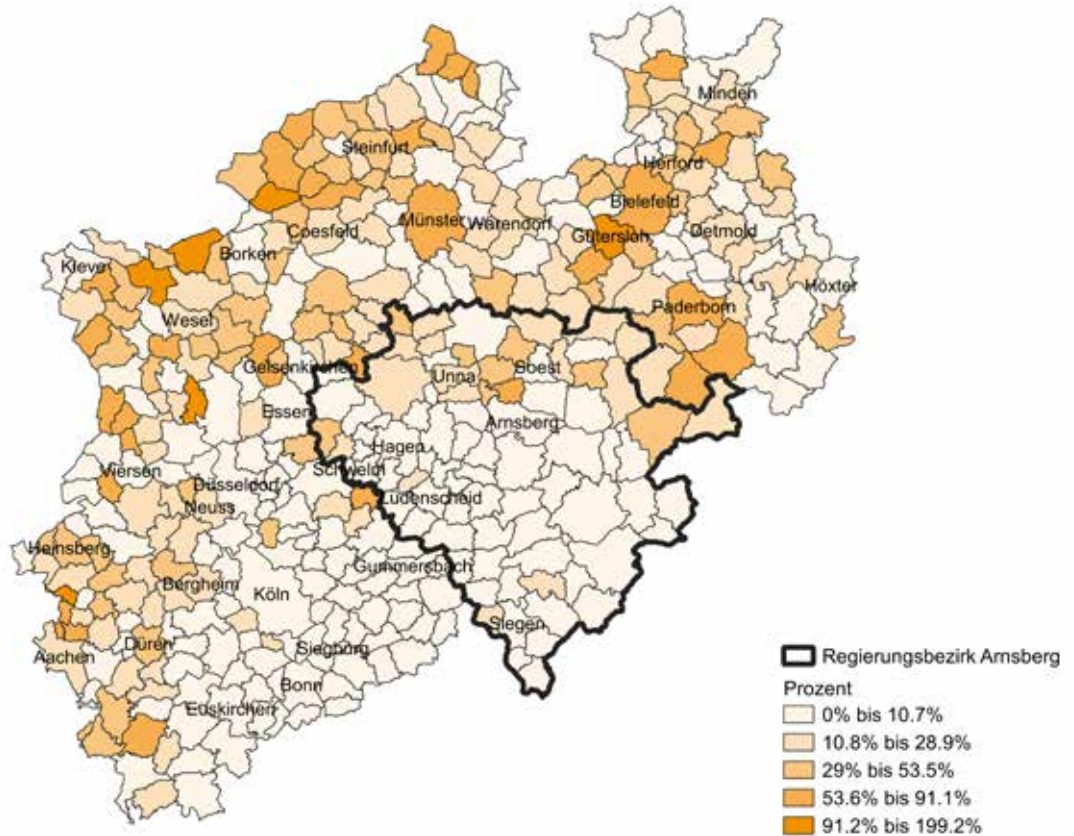 Minden
Steinfurt
Herford
Bielefeld
Münster
Warendorf
Coesfeld
Gütersloh
Detmold
Borken
Kleve
Höxter
Paderborn
Wesel
Gelsenkirchen
Unna
Soest
Essen
Arnsberg
Hagen
Schwelm
Viersen
Düsseldorf
Lüdenscheid
Neuss
Heinsberg
Gummersbach
Bergheim
Köln
Siegen
Düren
Siegburg
Aachen
Bonn
Euskirchen
Regierungsbezirk Arnsberg
Prozent
0% bis 10.7%
10.8% bis 28.9%
29% bis 53.5%
53.6% bis 91.1%
91.2% bis 199.2%